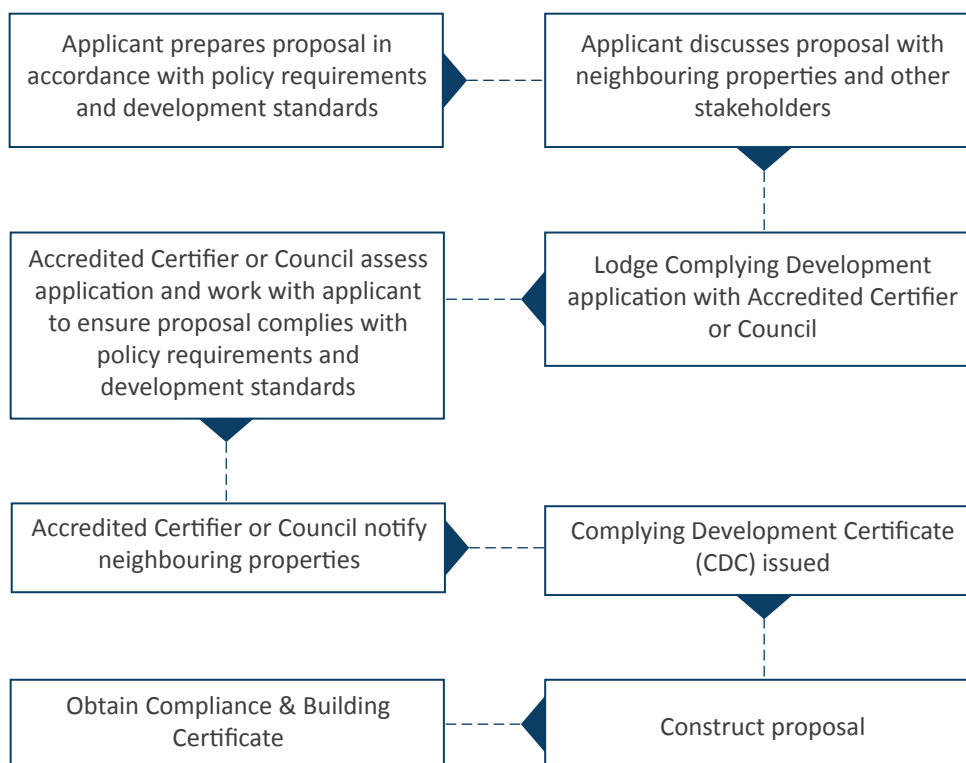 Applicant prepares proposal in
accordance with policy requirements
and development standards
Applicant discusses proposal with
neighbouring properties and other
stakeholders
Lodge Complying Development
application with Accredited Certifier
or Council
Accredited Certifier or Council assess
application and work with applicant
to ensure proposal complies with
policy requirements and
development standards
Accredited Certifier or Council notify
neighbouring properties
Complying Development Certificate
(CDC) issued
Construct proposal
Obtain Compliance & Building
Certificate